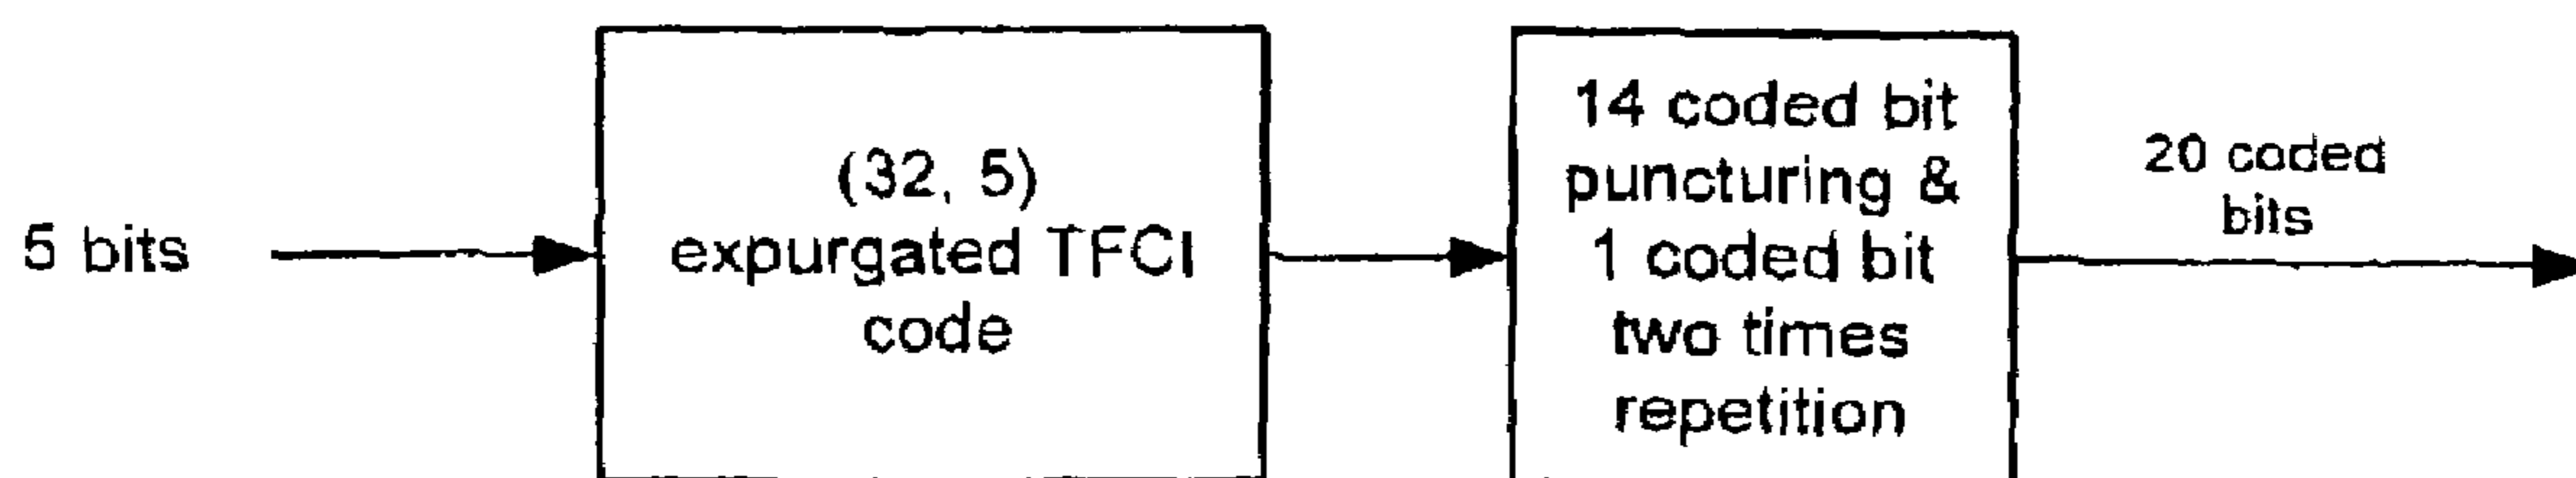 5 bits
(32, 5)
expurgated TFCI
code
14 coded bit
puncturing &
1 coded bit
two times
repetition
20 coded
bits